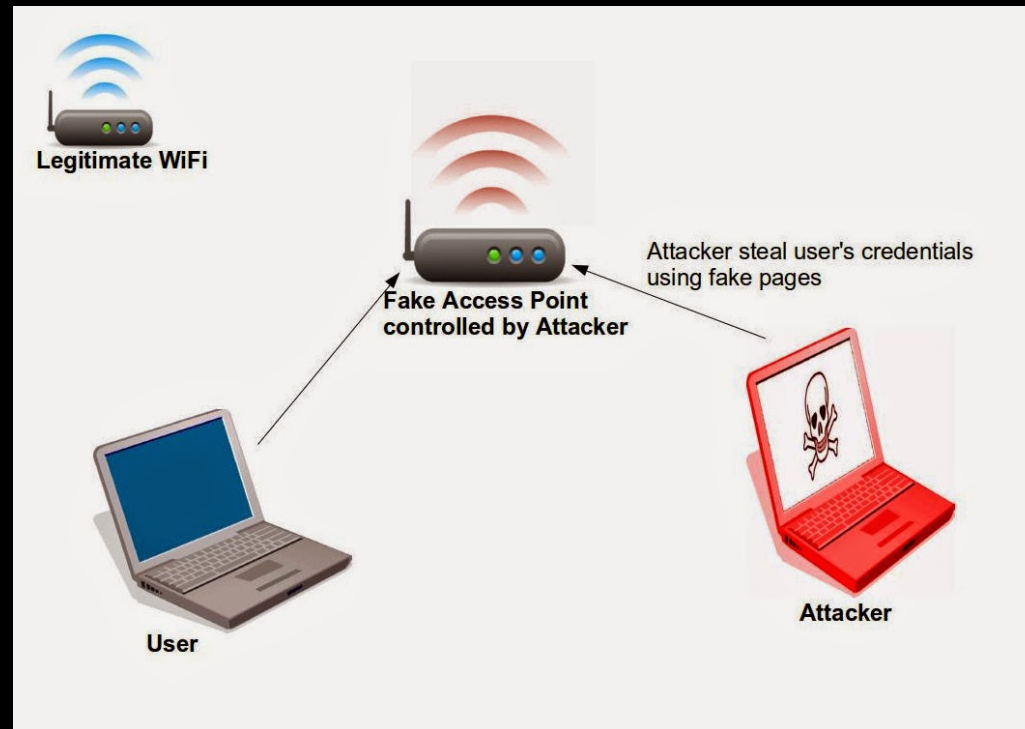 Legitimate WiFi
Fake Access Point
controlled by Attacker
Attacker steal user's credentials
using fake pages
User
Attacker